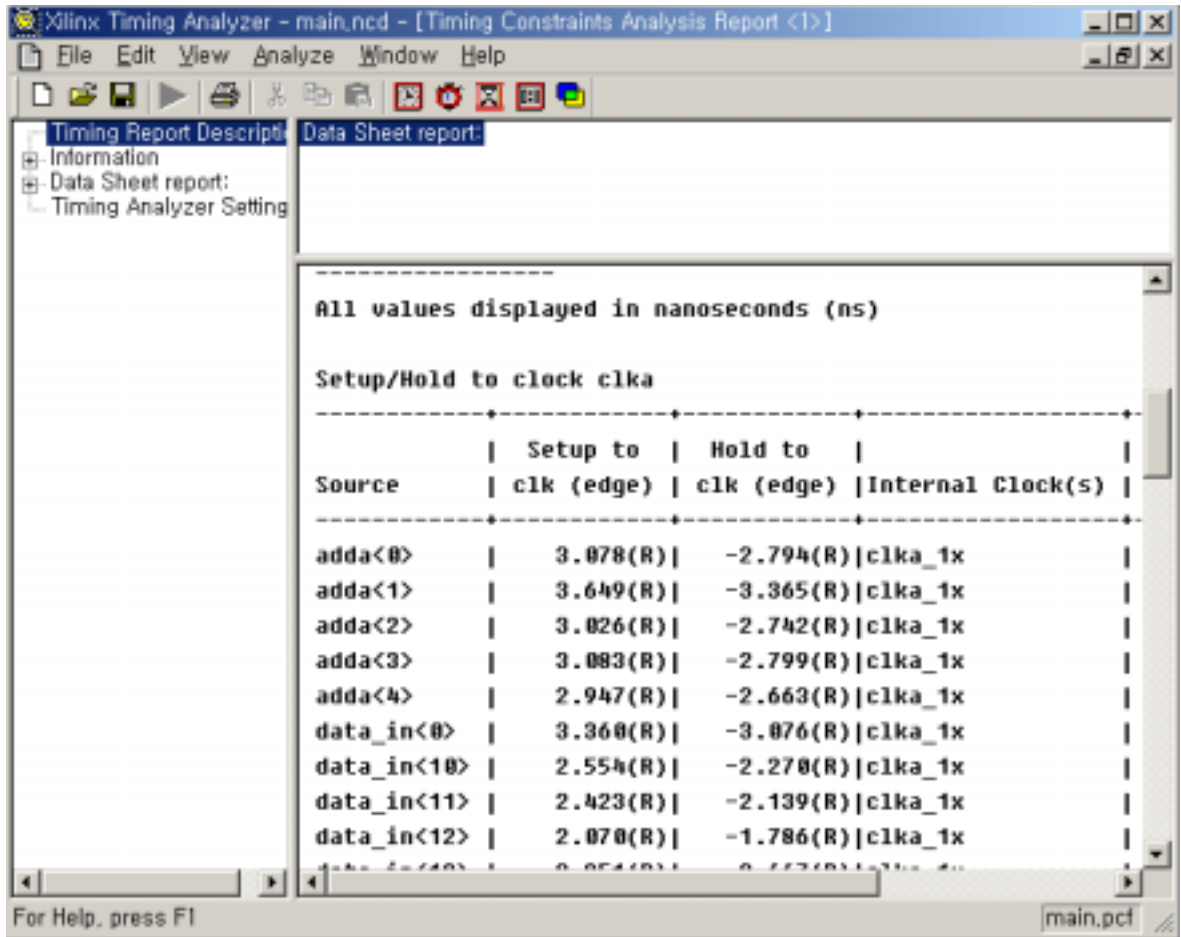 Xilinx Timing Analyzer - main.ncd - [Timing Constraints Analysis Report <1>]
File Edit View Analyze Window Help
Timing Report Descripti
Information
Data Sheet report:
Timing Analyzer Setting
Data Sheet report:
-----------------
All values displayed in nanoseconds (ns)
Setup/Hold to clock clka
------------+------------+------------+------------------+-
| Setup to | Hold to | |
Source | clk (edge) | clk (edge) |Internal Clock(s) |
------------+------------+------------+------------------+-
adda<0> | 3.078(R)| -2.794(R)|clka_1x |
adda<1> | 3.649(R)| -3.365(R)|clka_1x |
adda<2> | 3.026(R)| -2.742(R)|clka_1x |
adda<3> | 3.083(R)| -2.799(R)|clka_1x |
adda<4> | 2.947(R)| -2.663(R)|clka_1x |
data_in<0> | 3.360(R)| -3.076(R)|clka_1x |
data_in<10> | 2.554(R)| -2.270(R)|clka_1x |
data_in<11> | 2.423(R)| -2.139(R)|clka_1x |
data_in<12> | 2.070(R)| -1.786(R)|clka_1x |
For Help, press F1
main.pcf